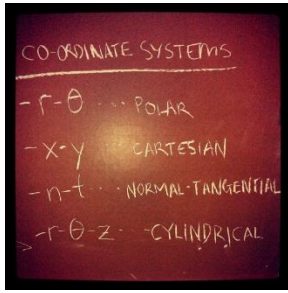 CO-ORDINATE SYSTEMS
-r-θ ··· POLAR
-x-y ··· CARTESIAN
-n-t ··· NORMAL-TANGENTIAL
-r-θ-z- ··· CYLINDRICAL